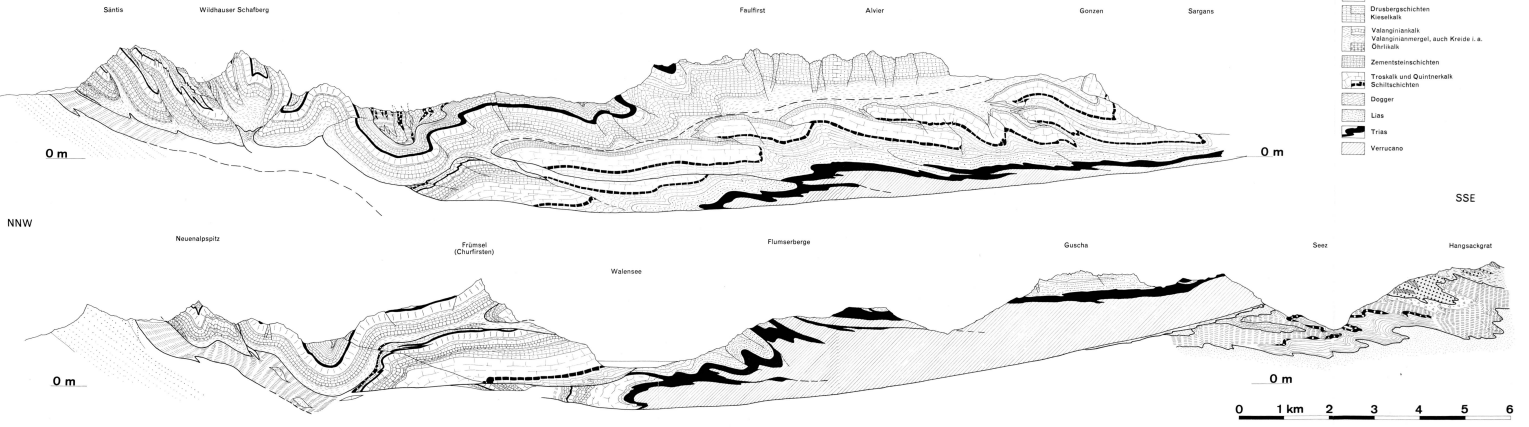 Säntis
Wildhauser Schafberg
Faulfirst
Alvier
Gonzen
Sargans
Drusbergschichten
Kieselkalk
Valanginiankalk
Valanginianmergel, auch Kreide i. a.
Öhrlikalk
Zementsteinschichten
Troskalk und Quintnerkalk
Schiltschichten
Dogger
Lias
Trias
Verrucano
0 m
0 m
NNW
SSE
Neuenalpspitz
Frümsel
(Churfirsten)
Walensee
Flumserberge
Guscha
Seez
Hangsackgrat
0 m
0 m
0 1 km 2 3 4 5 6